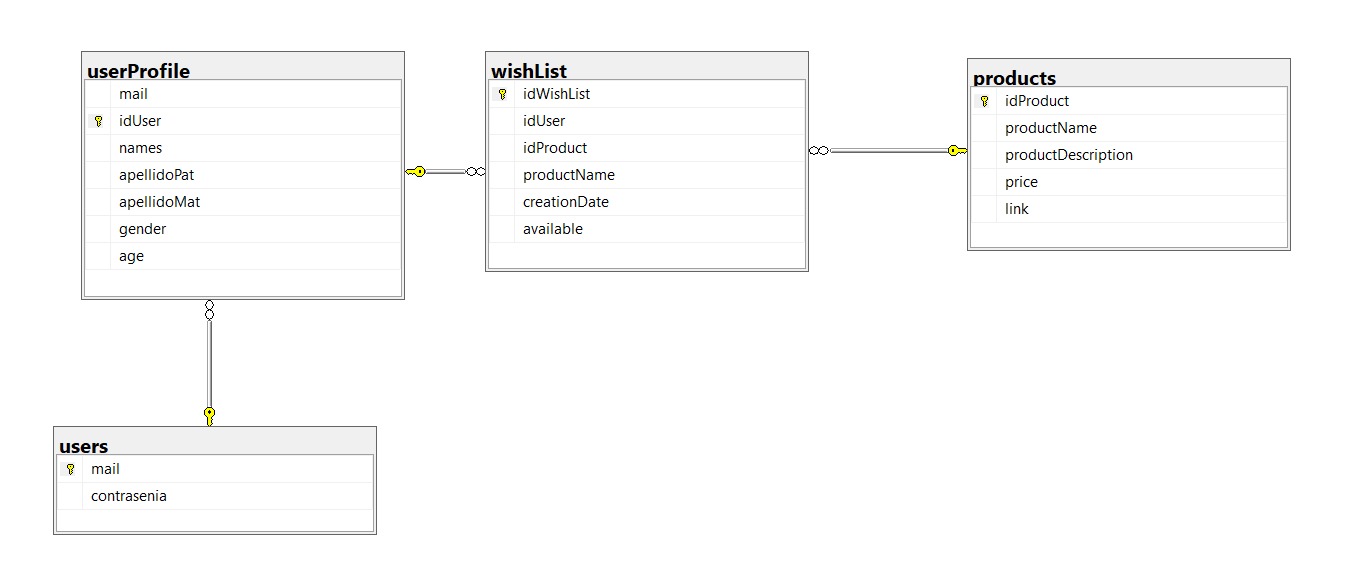 userProfile
mail
idUser
names
apellidoPat
apellidoMat
gender
age
wishList
idWishList
idUser
idProduct
productName
creationDate
available
products
idProduct
productName
productDescription
price
link
users
mail
contrasenia